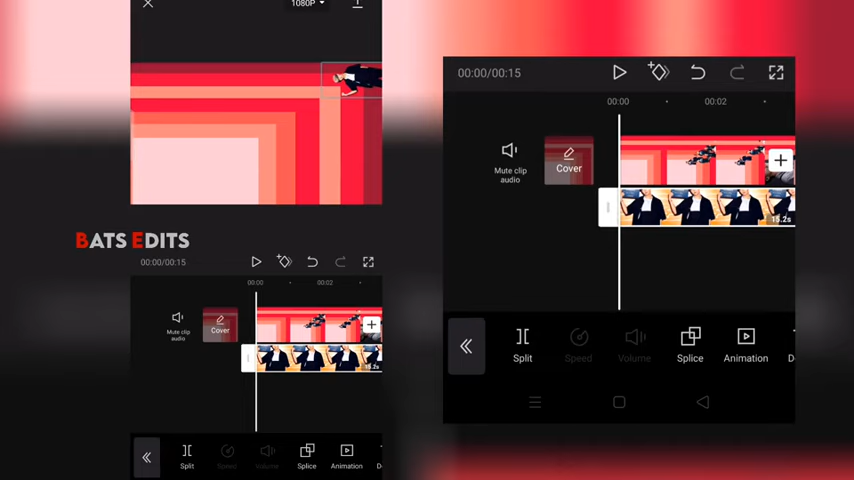 1080P
BATS EDITS
00:00/00:15
00:00
00:02
Mute clip
audio
Cover
15.2s
Split
Speed
Volume
Splice
Animation
00:00/00:15
00:00
00:02
Mute clip
audio
Cover
15.2s
Split
Speed
Volume
Splice
Animation